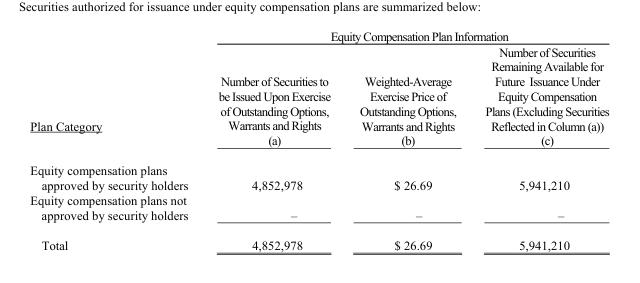 Securities authorized for issuance under equity compensation plans are summarized below:
Equity Compensation Plan Information
Number of Securities
Remaining Available for
Number of Securities to Weighted-Average Future Issuance Under
be Issued Upon Exercise Exercise Price of Equity Compensation
of Outstanding Options, Outstanding Options, Plans (Excluding Securities
Plan Category Warrants and Rights Warrants and Rights Reflected in Column (a))
(a) (b) (c)
Equity compensation plans
approved by security holders 4,852,978 $ 26.69 5,941,210
Equity compensation plans not
approved by security holders – – –
Total 4,852,978 $ 26.69 5,941,210